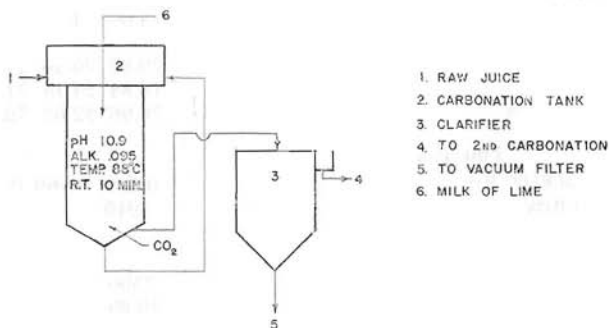 6
1
2
pH 10.9
ALK. .095
TEMP. 85°C
R.T. 10 MIN.
CO2
3
4
5
1. RAW JUICE
2. CARBONATION TANK
3. CLARIFIER
4. TO 2ND CARBONATION
5. TO VACUUM FILTER
6. MILK OF LIME